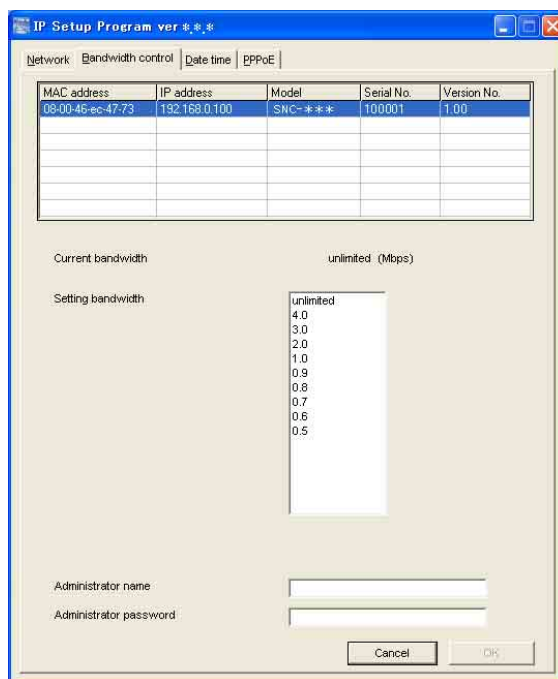 IP Setup Program ver *.*.*
Network Bandwidth control Date time PPPoE
MAC address IP address Model Serial No. Version No.
08-00-46-ec-47-73 192.168.0.100 SNC-*** 100001 1.00
Current bandwidth unlimited (Mbps)
Setting bandwidth
unlimited
4.0
3.0
2.0
1.0
0.9
0.8
0.7
0.6
0.5
Administrator name
Administrator password
Cancel OK